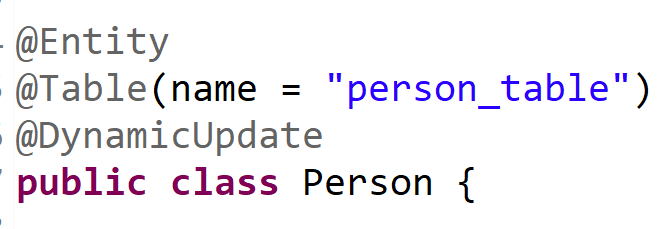 @Entity
@Table(name = "person_table")
@DynamicUpdate
public class Person {